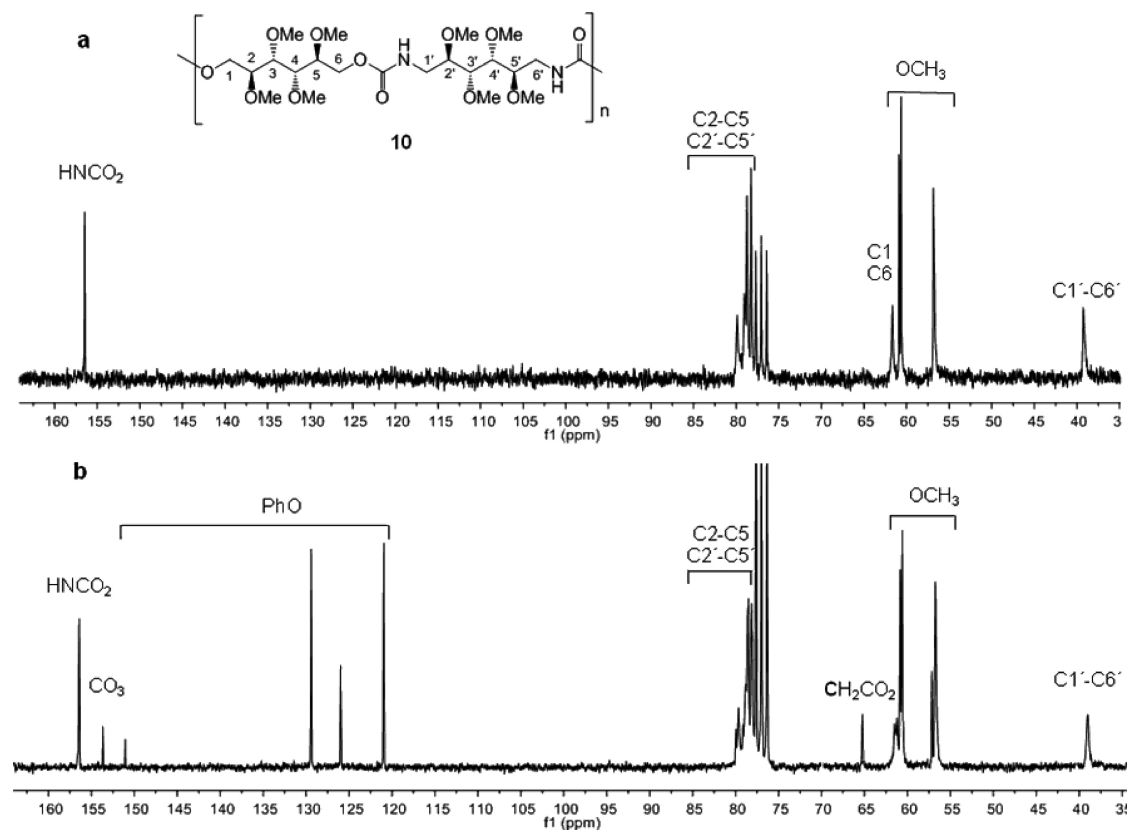 a
OMe OMe
OMe OMe
O 1 2 3 4 5 6 O H N 1' 2' 3' 4' 5' 6' NH O
OMe OMe O OMe OMe
n
10
HNCO2
C2-C5
C2´-C5´
OCH3
C1
C6
C1´-C6´
160 155 150 145 140 135 130 125 120 115 110 105 100 95 90 85 80 75 70 65 60 55 50 45 40 3
f1 (ppm)
b
PhO
HNCO2
CO3
C2-C5
C2´-C5´
OCH3
CH2CO2
C1´-C6´
160 155 150 145 140 135 130 125 120 115 110 105 100 95 90 85 80 75 70 65 60 55 50 45 40 35
f1 (ppm)